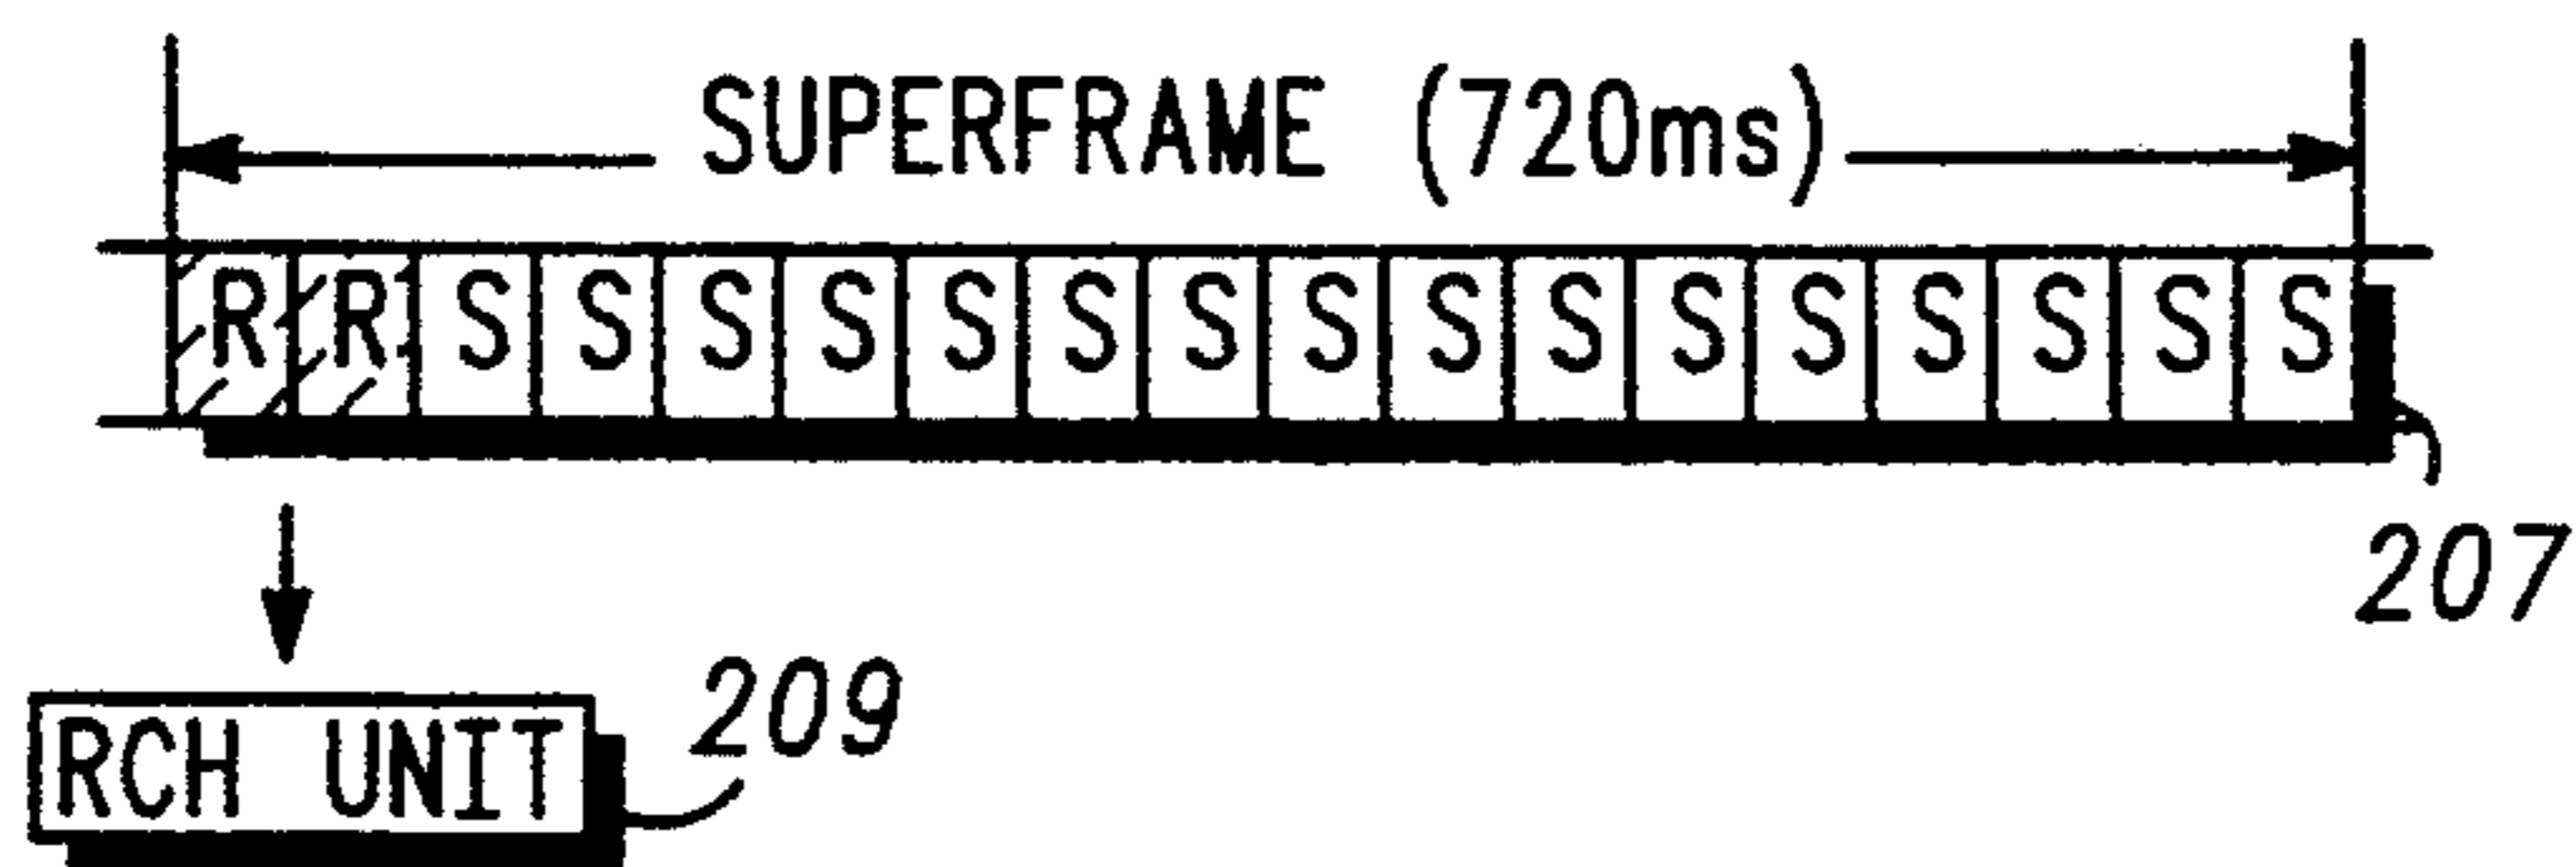 SUPERFRAME (720ms)
R R S S S S S S S S S S S S S S S S
207
209
RCH UNIT